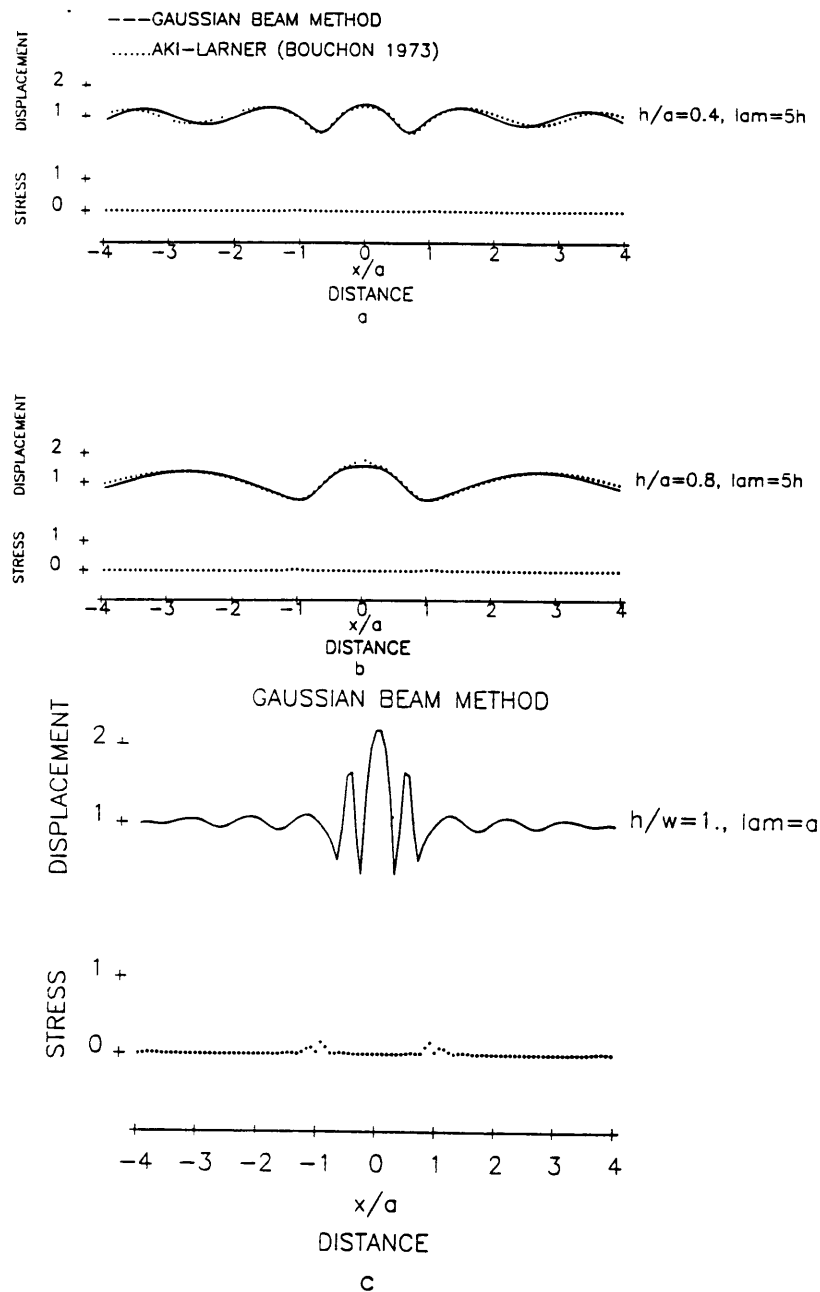 ---GAUSSIAN BEAM METHOD
......AKI-LARNER (BOUCHON 1973)
DISPLACEMENT
2
1
h/a=0.4, lam=5h
STRESS
1
0
-4 -3 -2 -1 0 1 2 3 4
x/a
DISTANCE
a
DISPLACEMENT
2
1
h/a=0.8, lam=5h
STRESS
1
0
-4 -3 -2 -1 0 1 2 3 4
x/a
DISTANCE
b
GAUSSIAN BEAM METHOD
DISPLACEMENT
2
1
h/w=1., lam=a
STRESS
1
0
-4 -3 -2 -1 0 1 2 3 4
x/a
DISTANCE
c